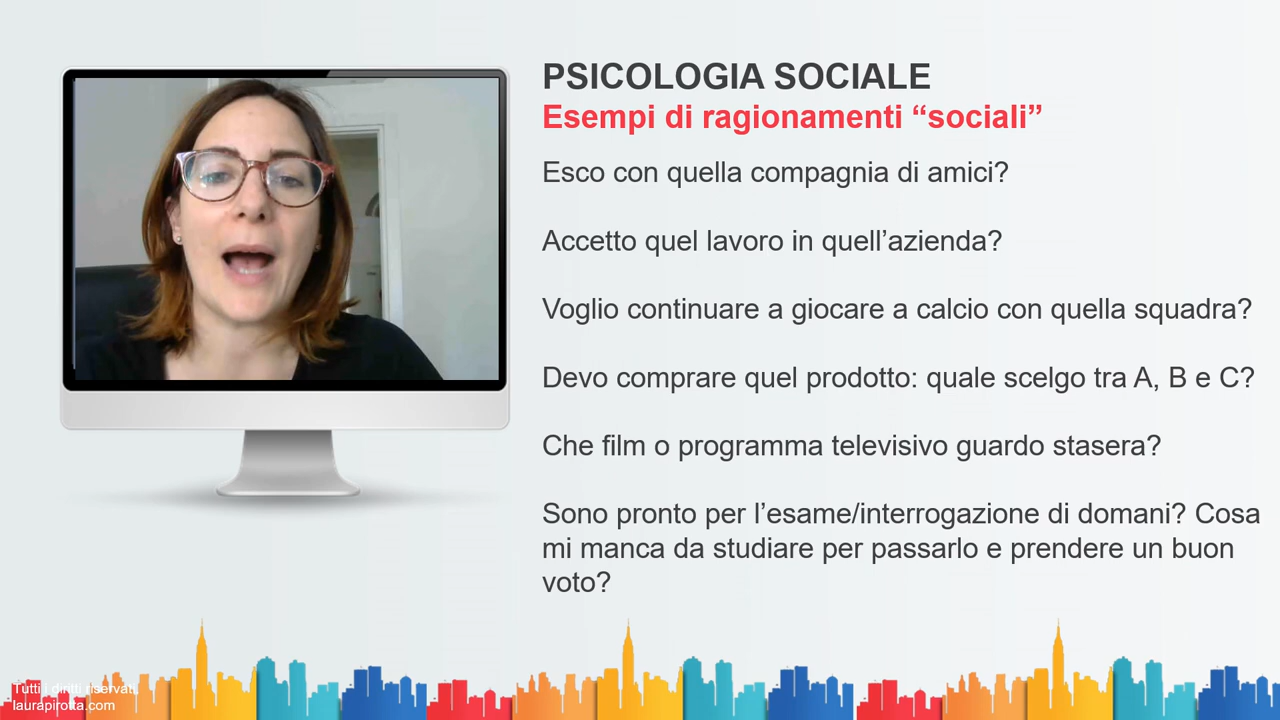 PSICOLOGIA SOCIALE
Esempi di ragionamenti “sociali”
Esco con quella compagnia di amici?
Accetto quel lavoro in quell’azienda?
Voglio continuare a giocare a calcio con quella squadra?
Devo comprare quel prodotto: quale scelgo tra A, B e C?
Che film o programma televisivo guardo stasera?
Sono pronto per l’esame/interrogazione di domani? Cosa
mi manca da studiare per passarlo e prendere un buon
voto?
Tutti i diritti riservati
laurapirotta.com